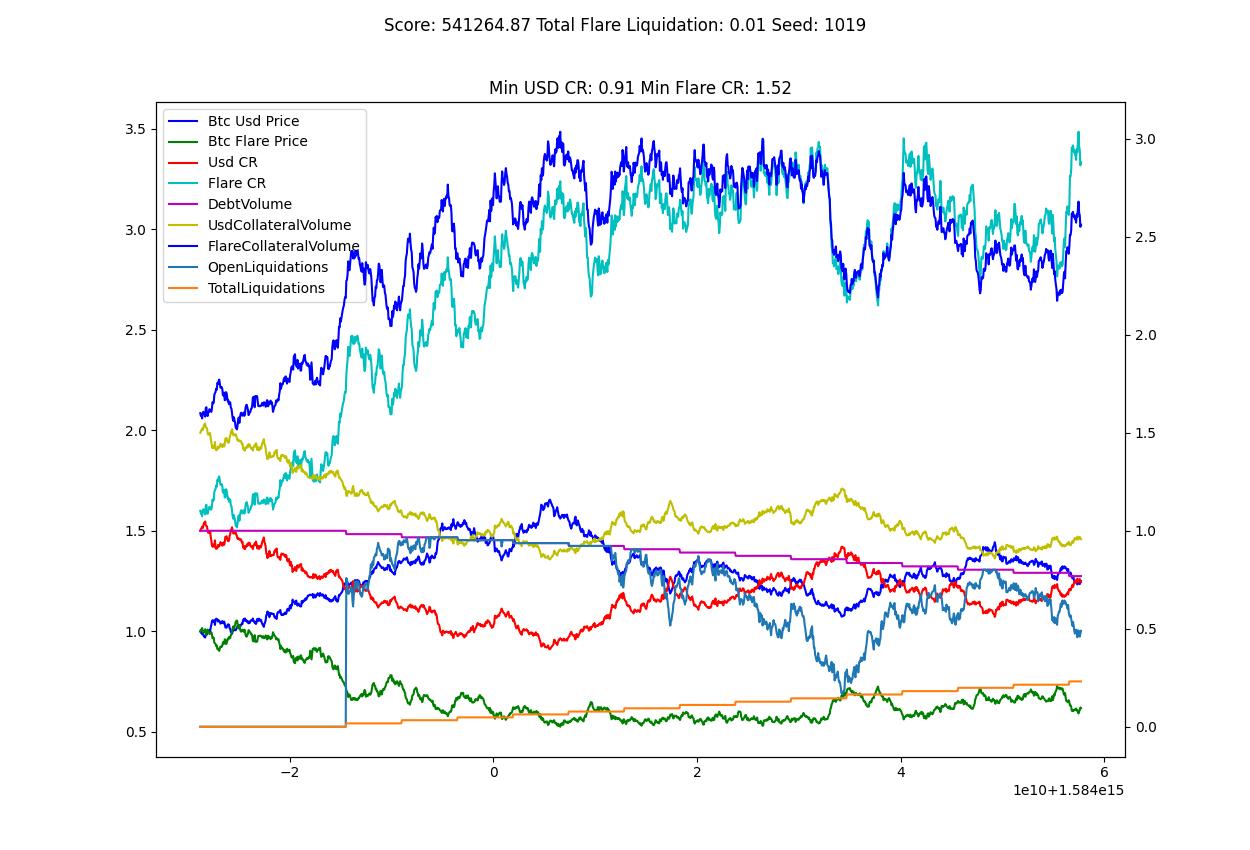 Score: 541264.87 Total Flare Liquidation: 0.01 Seed: 1019
Min USD CR: 0.91 Min Flare CR: 1.52
Btc Usd Price
Btc Flare Price
Usd CR
Flare CR
DebtVolume
UsdCollateralVolume
FlareCollateralVolume
OpenLiquidations
TotalLiquidations
3.5
3.0
2.5
2.0
1.5
1.0
0.5
3.0
2.5
2.0
1.5
1.0
0.5
0.0
−2 0 2 4 6
1e10+1.584e15